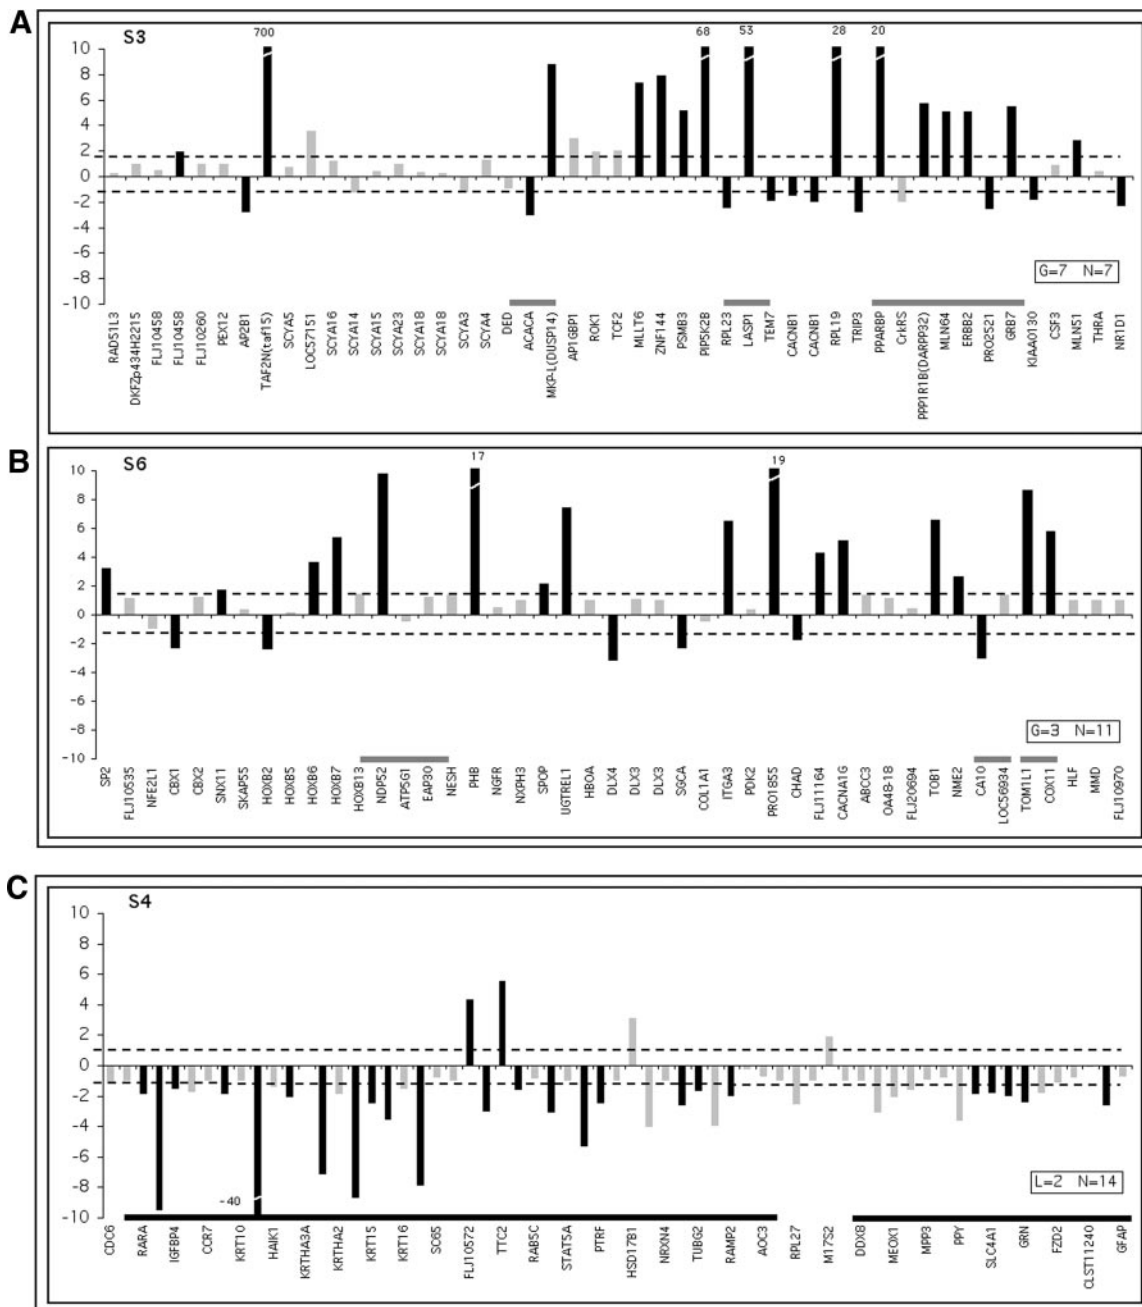 A
S3
700
68
53
28
20
10
8
6
4
2
0
-2
-4
-6
-8
-10
G=7 N=7
RAD51L3
DKFZp434H2215
FLJ10458
FLJ10458
FLJ10260
PEX12
AP2B1
TAF2N(taf15)
SCYA5
LOC57151
SCYA16
SCYA14
SCYA15
SCYA23
SCYA18
SCYA18
SCYA3
SCYA4
DED
ACACA
MKP-L(DUSP14)
AP1GBP1
ROK1
TCF2
MLLT6
ZNF144
PSMB3
PIP5K2B
RPL23
LASP1
TEM7
CACNB1
CACNB1
RPL19
TRIP3
PPARBP
CrkRS
PPP1R1B(DARPP32)
MLN64
ERBB2
PRO2521
GRB7
KIAA0130
CSF3
MLN51
THRA
NR1D1
B
S6
17
19
10
8
6
4
2
0
-2
-4
-6
-8
-10
G=3 N=11
SP2
FLJ10535
NFE2L1
CBX1
CBX2
SNX11
SKAP55
HOXB2
HOXB5
HOXB6
HOXB7
HOXB13
NDP52
ATP5G1
EAP30
NESH
PHB
NGFR
NXPH3
SPOP
UGTREL1
HBOA
DLX4
DLX3
DLX3
SGCA
COL1A1
ITGA3
PDK2
PRO1855
CHAD
FLJ11164
CACNA1G
ABCC3
OA48-18
FLJ20694
TOB1
NME2
CA10
LOC56934
TOM1L1
COX11
HLF
MMD
FLJ10970
C
S4
10
8
6
4
2
0
-2
-4
-6
-8
-10
-40
L=2 N=14
CDC6
RARA
IGFBP4
CCR7
KRT10
HAIK1
KRTHA3A
KRTHA2
KRT15
KRT16
SC65
FLJ10572
TTC2
RAB5C
STAT5A
PTRF
HSD17B1
NRXN4
TUBG2
RAMP2
AOC3
RPL27
M17S2
DDX8
MEOX1
MPP3
PPY
SLC4A1
GRN
FZD2
CLST11240
GFAP